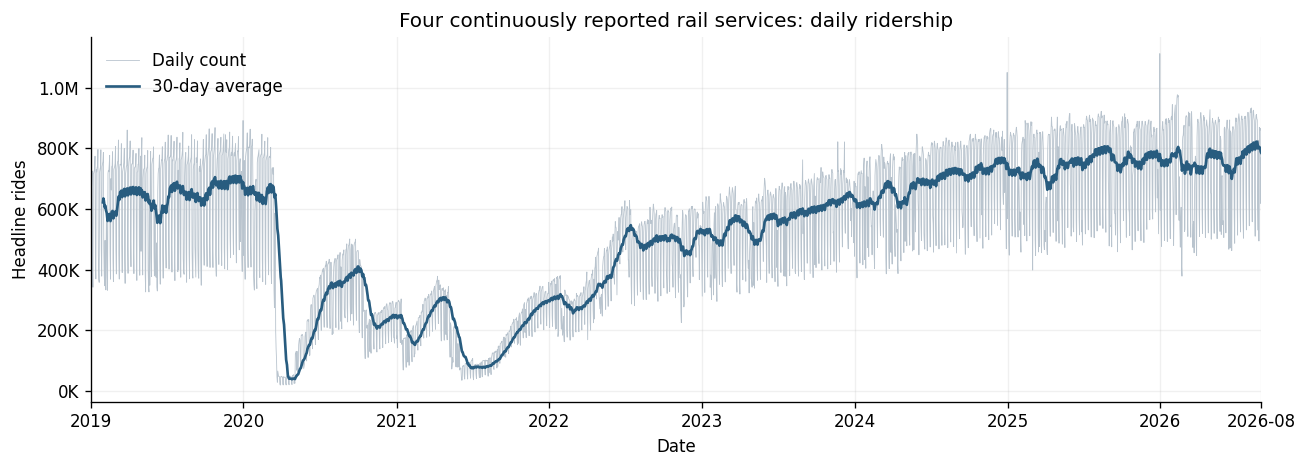 Four continuously reported rail services: daily ridership
Daily count
30-day average
Headline rides
1.0M
800K
600K
400K
200K
0K
2019 2020 2021 2022 2023 2024 2025 2026 2026-08
Date